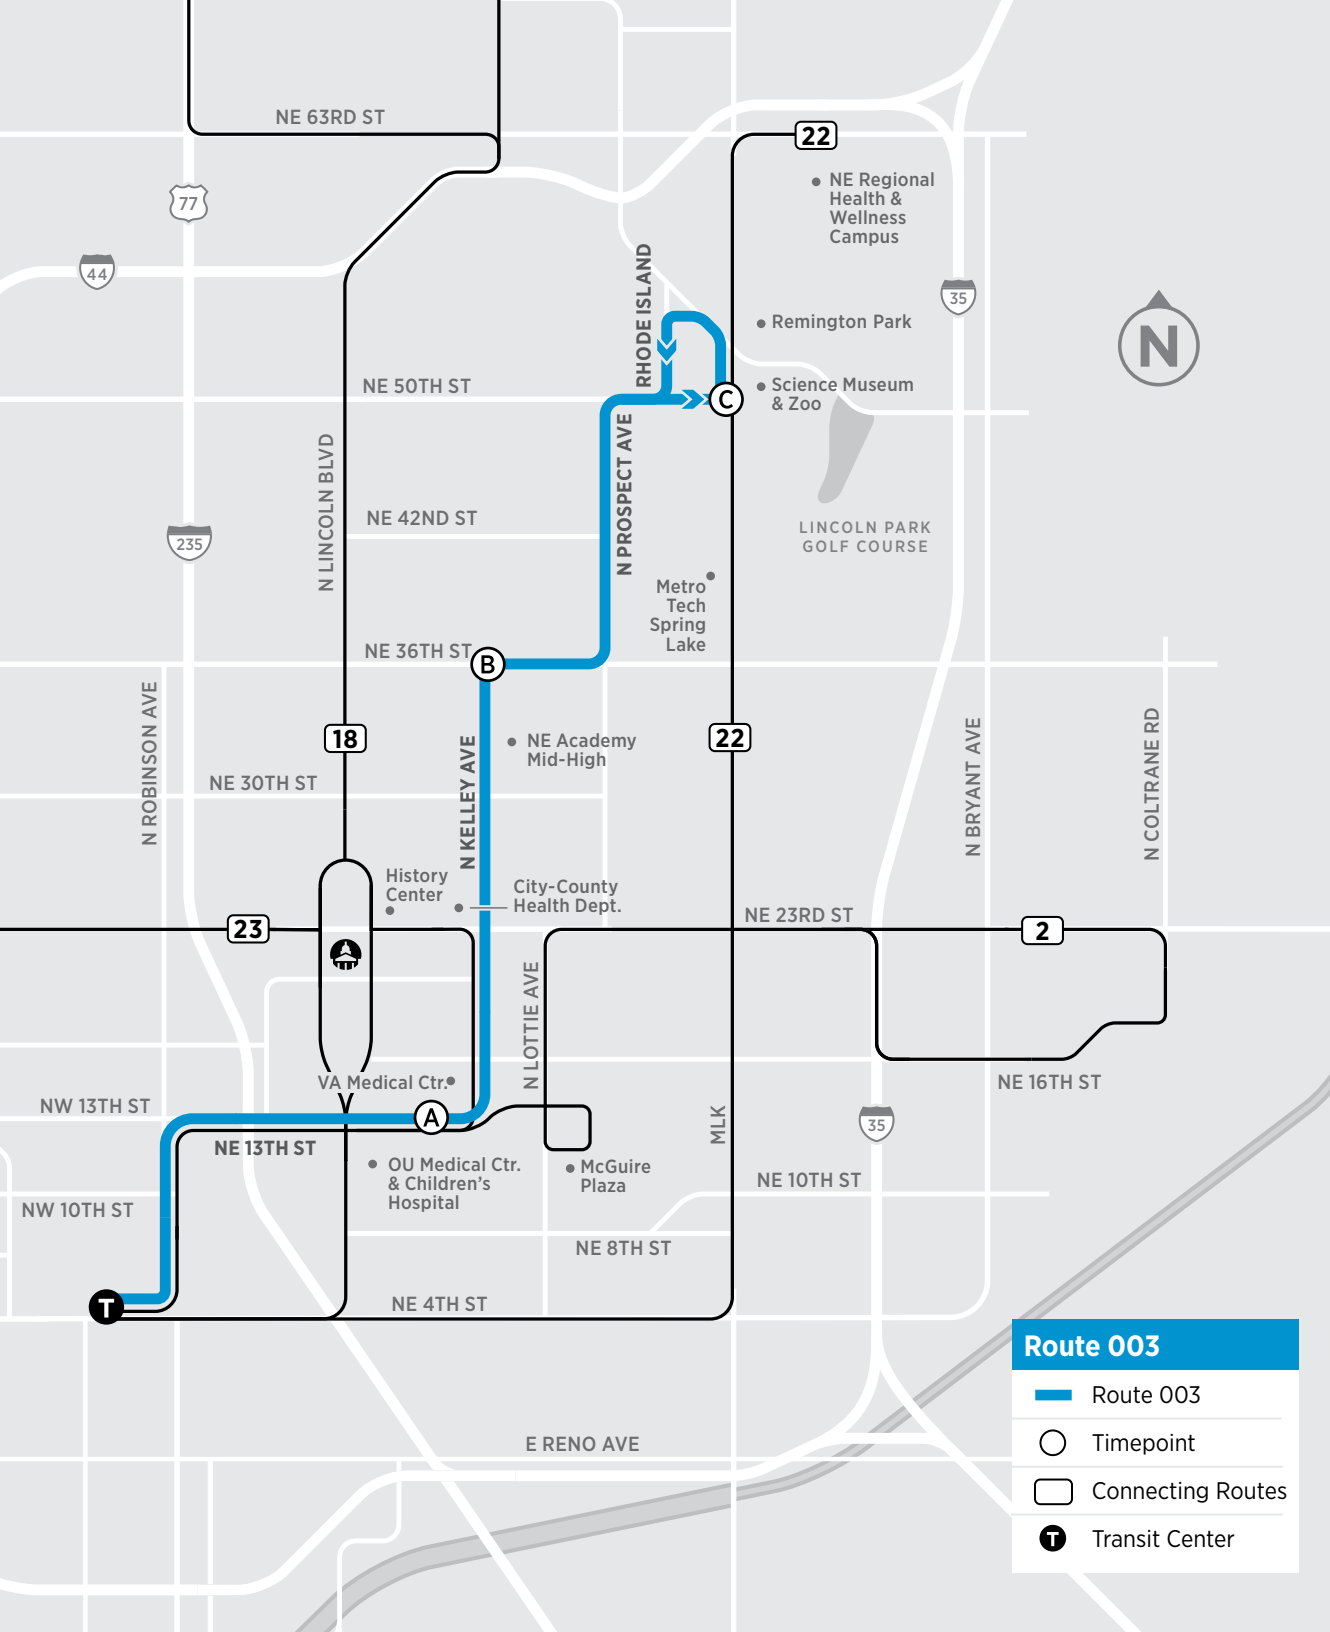 NE 63RD ST
22
NE Regional
Health &
Wellness
Campus
77
44
35
N
RHODE ISLAND
Remington Park
NE 50TH ST
Science Museum
& Zoo
C
N LINCOLN BLVD
N PROSPECT AVE
NE 42ND ST
LINCOLN PARK
GOLF COURSE
235
Metro
Tech
Spring
Lake
NE 36TH ST
B
N ROBINSON AVE
18
22
NE Academy
Mid-High
N KELLEY AVE
N BRYANT AVE
N COLTRANE RD
NE 30TH ST
History
Center
City-County
Health Dept.
23
NE 23RD ST
2
N LOTTIE AVE
VA Medical Ctr.
NE 16TH ST
NW 13TH ST
A
MLK
35
NE 13TH ST
OU Medical Ctr.
& Children's
Hospital
McGuire
Plaza
NE 10TH ST
NW 10TH ST
NE 8TH ST
T
NE 4TH ST
E RENO AVE
Route 003
Route 003
Timepoint
Connecting Routes
T
Transit Center